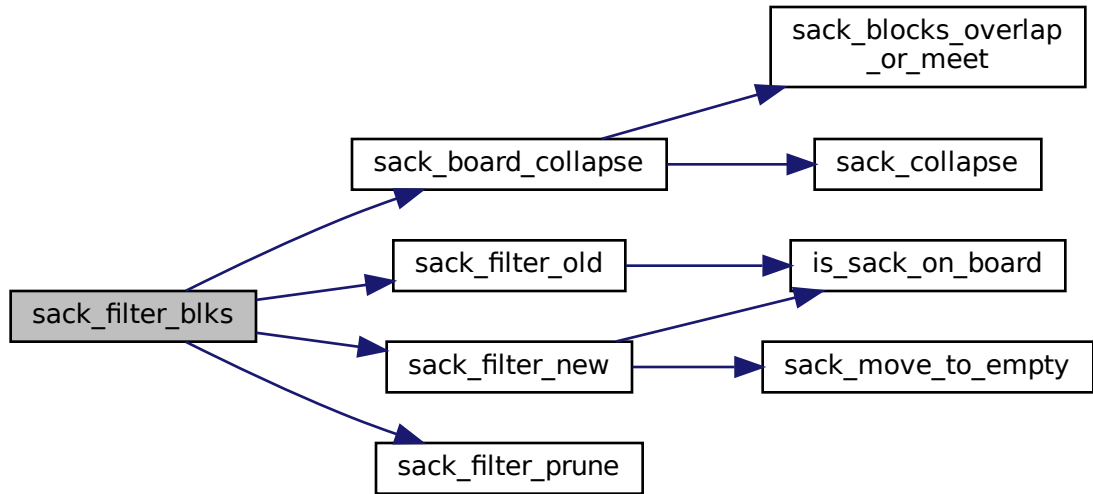 sack_blocks_overlap
_or_meet
sack_board_collapse
sack_collapse
sack_filter_old
is_sack_on_board
sack_filter_blks
sack_filter_new
sack_move_to_empty
sack_filter_prune